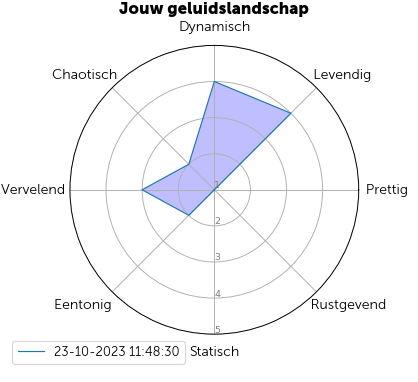 Jouw geluidslandschap
Dynamisch
Chaotisch
Levendig
Vervelend
1
Prettig
2
3
4
Eentonig
Rustgevend
5
23-10-2023 11:48:30
Statisch